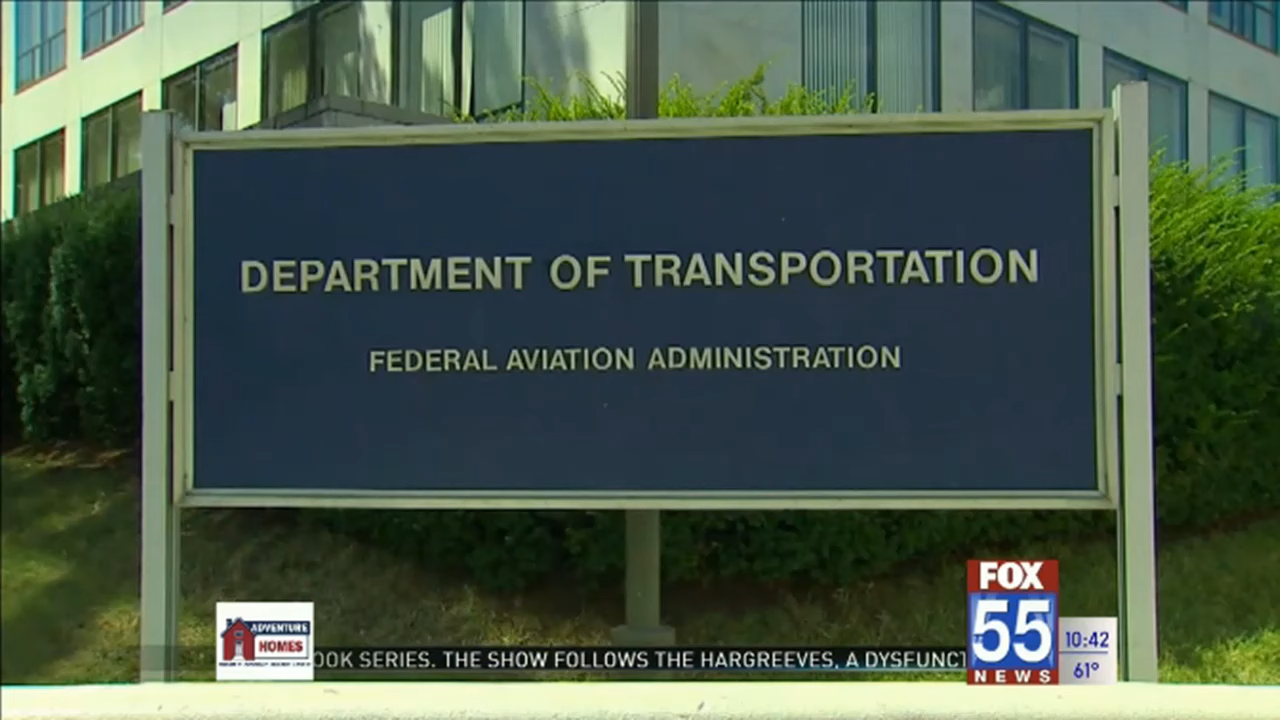 DEPARTMENT OF TRANSPORTATION
FEDERAL AVIATION ADMINISTRATION
FOX
55
NEWS
10:42
61°
ADVENTURE
HOMES
OOK SERIES. THE SHOW FOLLOWS THE HARGREEVES, A DYSFUNCT